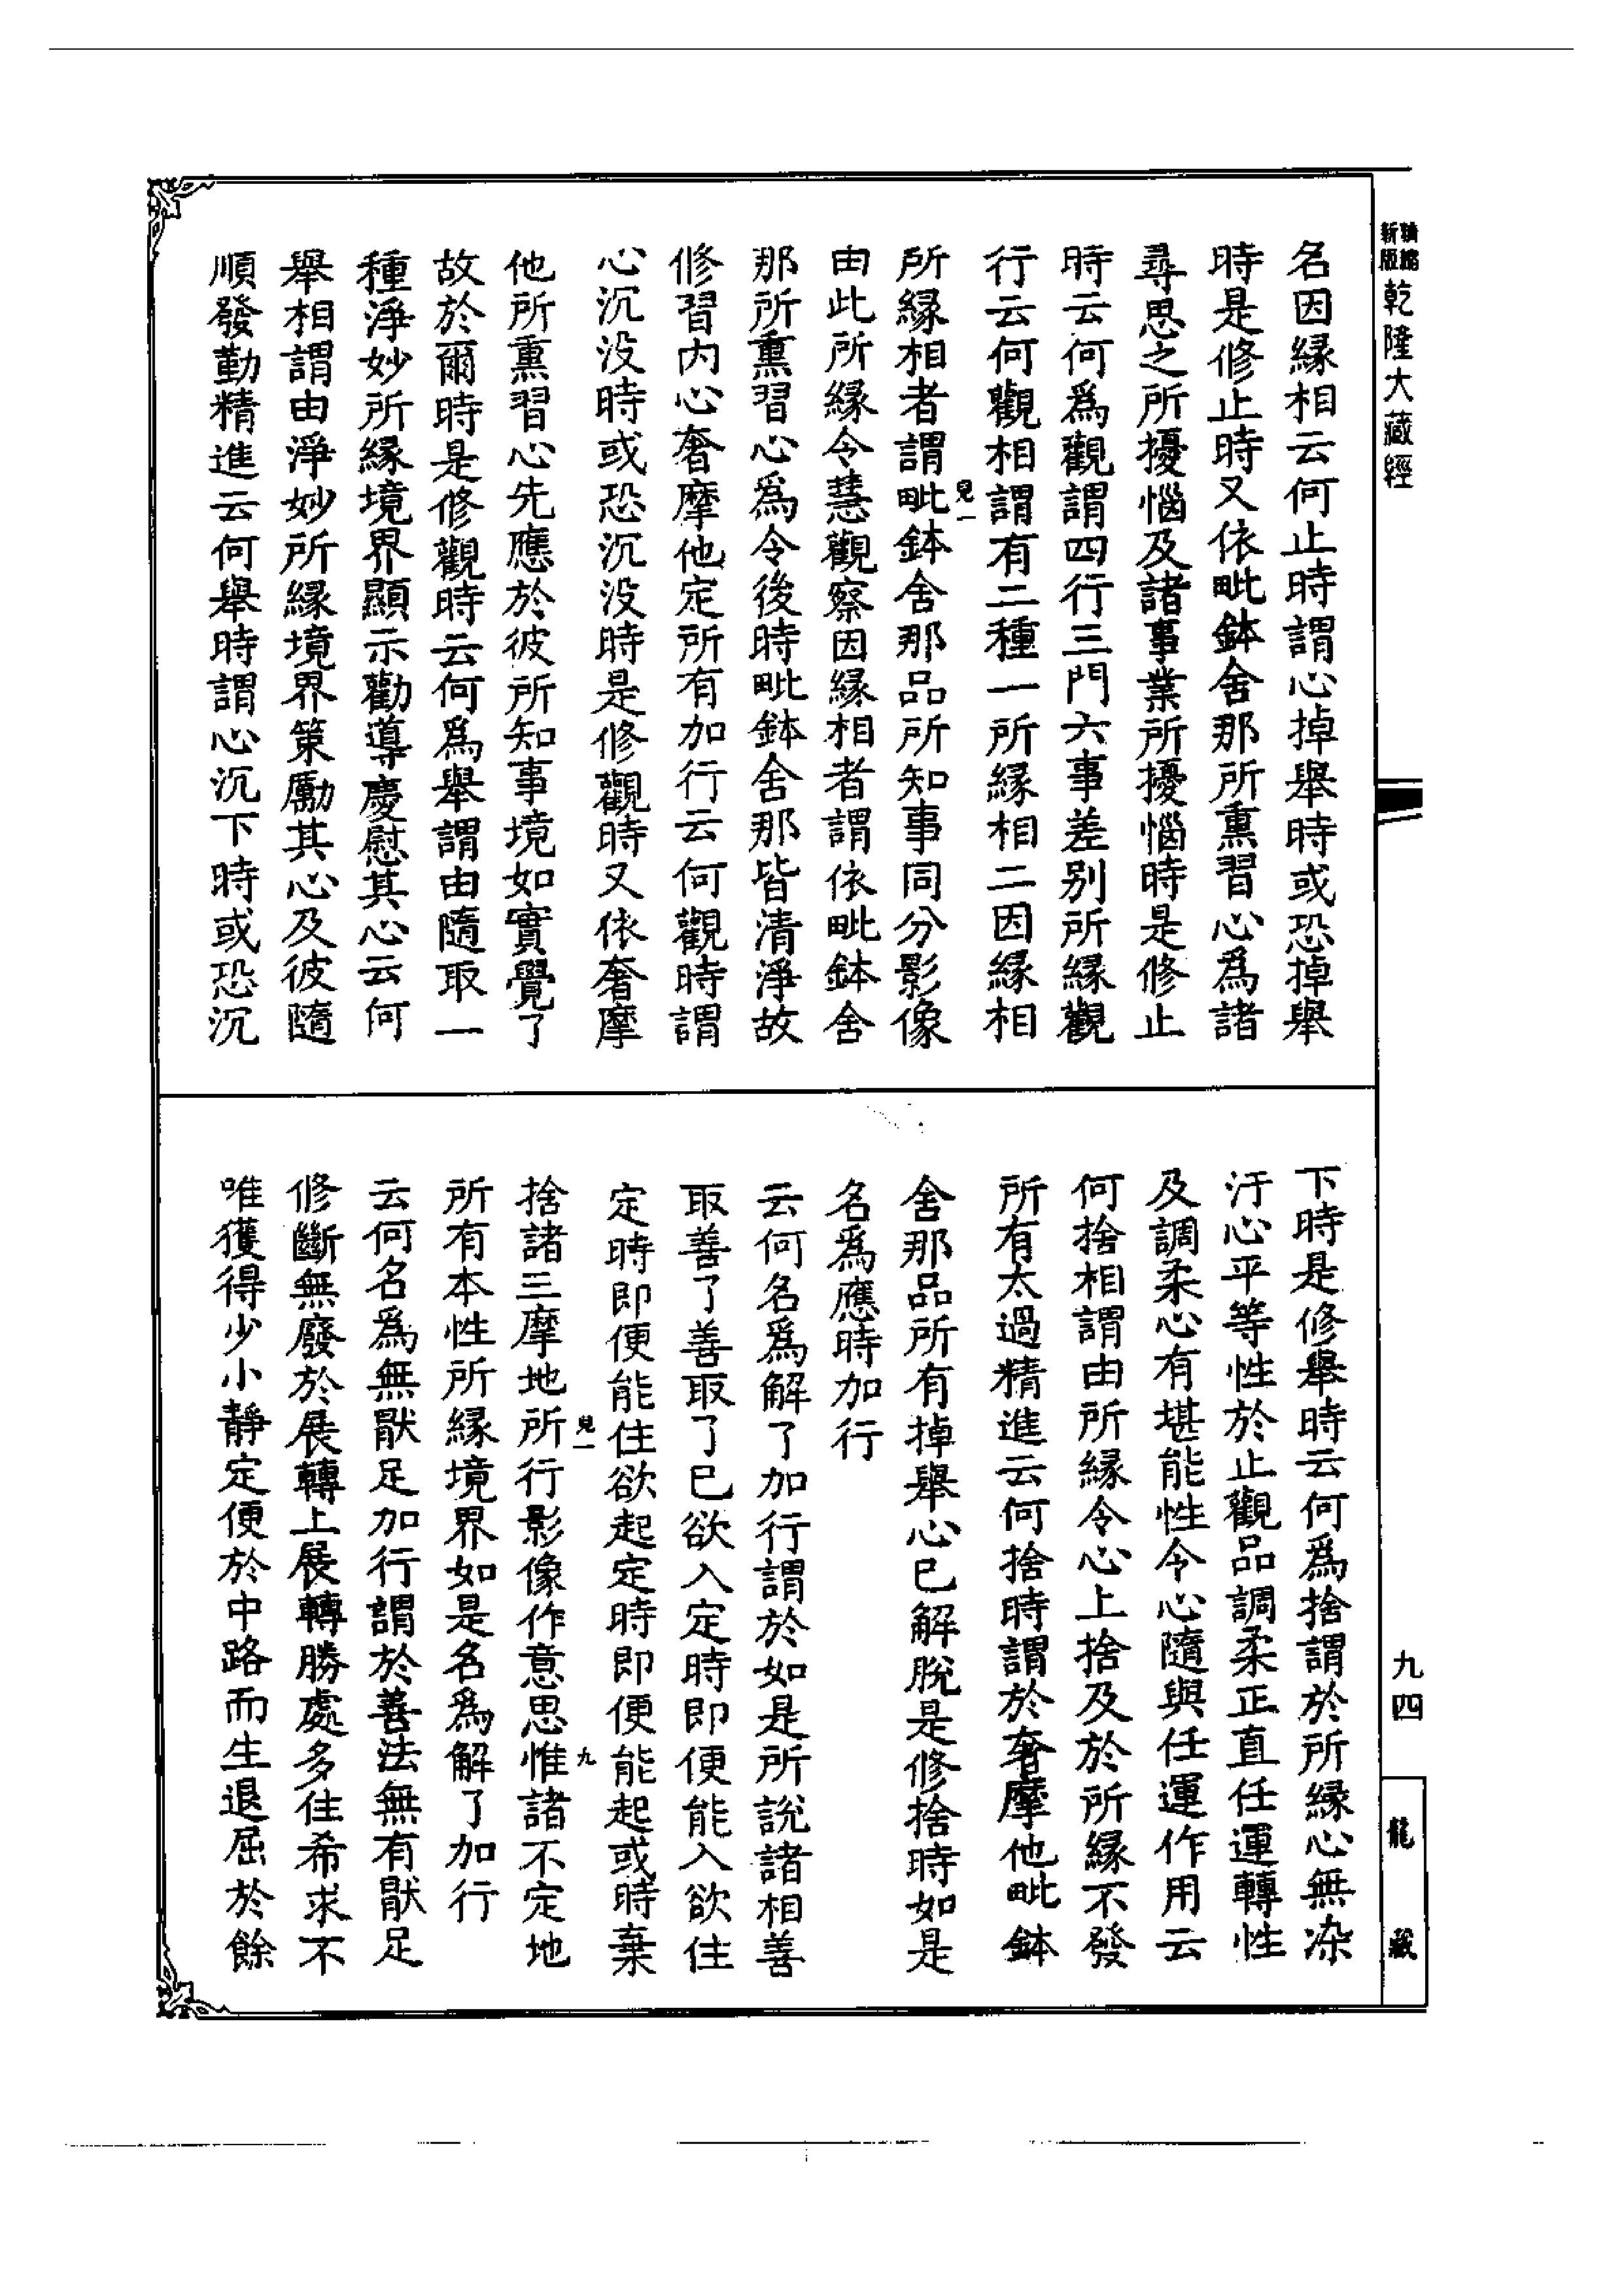 新版精縮乾隆大藏經
名因緣相云何止時謂心掉舉時或恐掉舉
時是修止時又依毗鉢舍那所熏習心爲諸
尋思之所擾惱及諸事業所擾惱時是修止
時云何爲觀謂四行三門六事差別所緣觀
行云何觀相謂有二種一所緣相二因緣相
所緣相者謂毗鉢舍那品所知事同分影像
由此所緣令慧觀察因緣相者謂依毗鉢舍
那所熏習心爲令後時毗鉢舍那皆清淨故
修習內心奢摩他定所有加行云何觀時謂
心沉沒時或恐沉沒時是修觀時又依奢摩
他所熏習心先應於彼所知事境如實覺了
故於爾時是修觀時云何爲舉謂由隨取一
種淨妙所緣境界顯示勸導慶慰其心云何
舉相謂由淨妙所緣境界策勵其心及彼隨
順發勤精進云何舉時謂心沉下時或恐沉
下時是修舉時云何爲捨謂於所緣心無染
汙心平等性於止觀品調柔正直任運轉性
及調柔心有堪能性令心隨與任運作用云
何捨相謂由所緣令心上捨及於所緣不發
所有太過精進云何捨時謂於奢摩他毗鉢
舍那品所有掉舉心已解脫是修捨時如是
名爲應時加行
云何名爲解了加行謂於如是所說諸相善
取善了善取了已欲入定時即便能入欲住
定時即便能住欲起定時即便能起或時棄
捨諸三摩地所行影像作意思惟諸不定地
所有本性所緣境界如是名爲解了加行
云何名爲無猒足加行謂於善法無有猒足
修斷無廢於展轉上展轉勝處多住希求不
唯獲得少小靜定便於中路而生退屈於餘
九四
龍藏